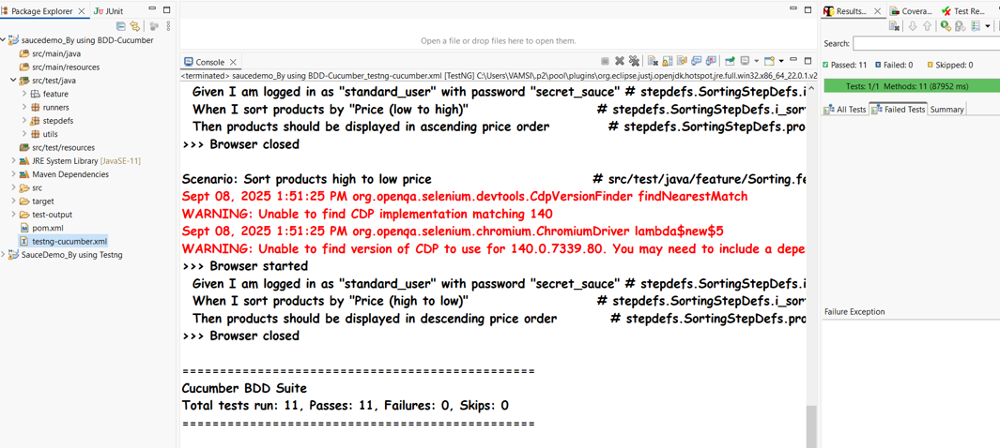 Package Explorer
JUnit
saucedemo_By using BDD-Cucumber
src/main/java
src/main/resources
src/test/java
feature
runners
stepdefs
utils
src/test/resources
JRE System Library [JavaSE-11]
Maven Dependencies
src
target
test-output
pom.xml
testng-cucumber.xml
SauceDemo_By using Testng
Open a file or drop files here to open them.
Console
<terminated> saucedemo_By using BDD-Cucumber_testng-cucumber.xml [TestNG] C:\Users\VAMSI\.p2\pool\plugins\org.eclipse.justj.openjdk.hotspot.jre.full.win32.x86_64_22.0.1.v2
Given I am logged in as "standard_user" with password "secret_sauce" # stepdefs.SortingStepDefs.i
When I sort products by "Price (low to high)" # stepdefs.SortingStepDefs.i_sor
Then products should be displayed in ascending price order # stepdefs.SortingStepDefs.pro
>>> Browser closed
Scenario: Sort products high to low price # src/test/java/feature/Sorting.fe
Sept 08, 2025 1:51:25 PM org.openqa.selenium.devtools.CdpVersionFinder findNearestMatch
WARNING: Unable to find CDP implementation matching 140
Sept 08, 2025 1:51:25 PM org.openqa.selenium.chromium.ChromiumDriver lambda$new$5
WARNING: Unable to find version of CDP to use for 140.0.7339.80. You may need to include a depe
>>> Browser started
Given I am logged in as "standard_user" with password "secret_sauce" # stepdefs.SortingStepDefs.i
When I sort products by "Price (high to low)" # stepdefs.SortingStepDefs.i_sor
Then products should be displayed in descending price order # stepdefs.SortingStepDefs.pro
>>> Browser closed
===============================================
Cucumber BDD Suite
Total tests run: 11, Passes: 11, Failures: 0, Skips: 0
===============================================
Results...
Covera...
Test Re...
Search:
Passed: 11
Failed: 0
Skipped: 0
Tests: 1/1 Methods: 11 (87952 ms)
All Tests
Failed Tests
Summary
Failure Exception